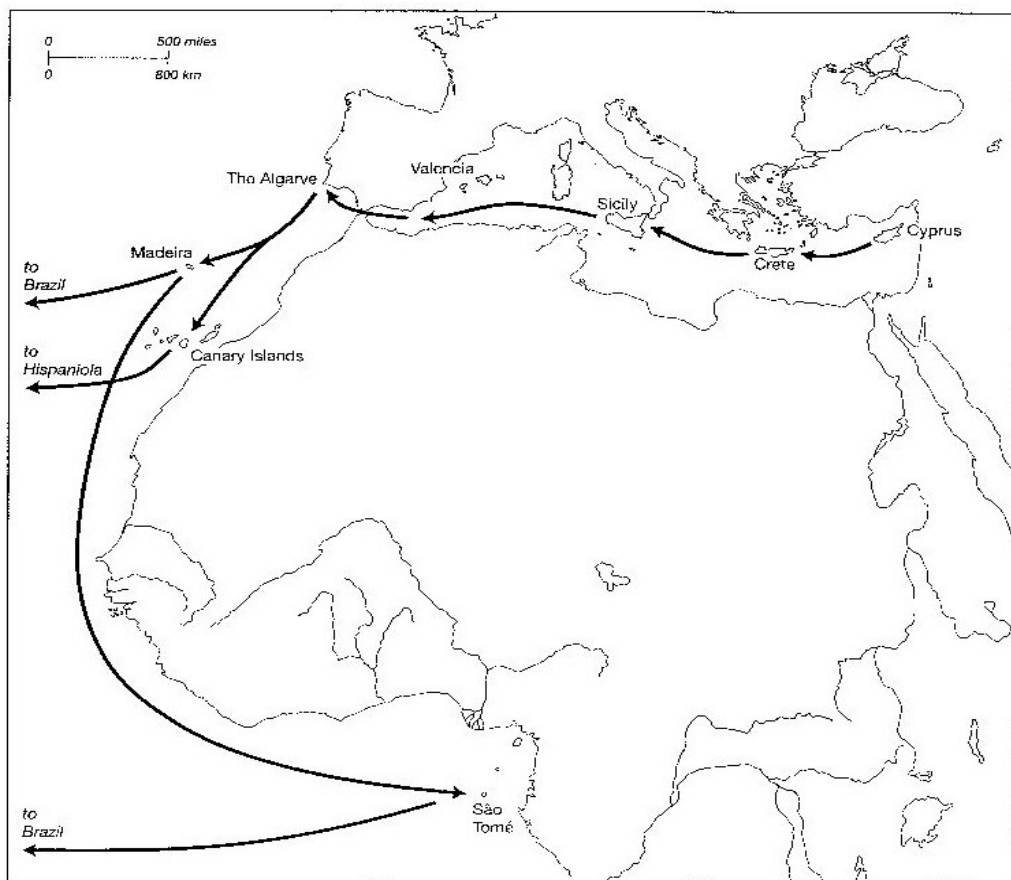 0 500 miles
0 800 km
Valencia
Tho Algarve
Sicily
Cyprus
Crete
Madeira
to
Brazil
to
Hispaniola
Canary Islands
São
Tomé
to
Brazil